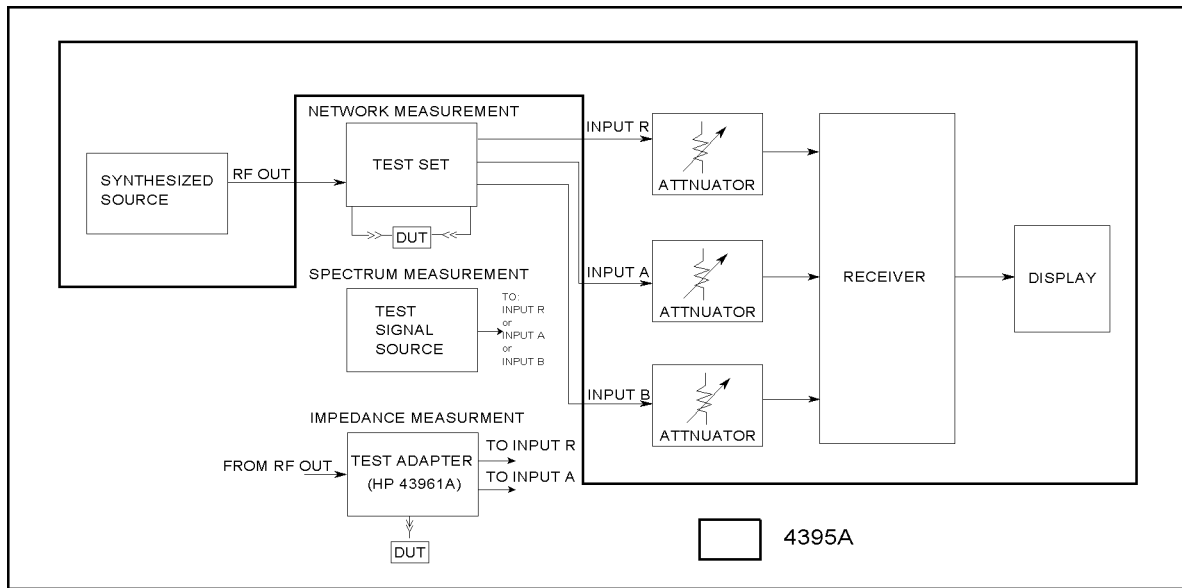 NETWORK MEASUREMENT
SYNTHESIZED
SOURCE
RF OUT
TEST SET
DUT
INPUT R
ATTNUATOR
INPUT A
ATTNUATOR
INPUT B
ATTNUATOR
RECEIVER
DISPLAY
SPECTRUM MEASUREMENT
TEST
SIGNAL
SOURCE
TO:
INPUT R
or
INPUT A
or
INPUT B
IMPEDANCE MEASURMENT
FROM RF OUT
TEST ADAPTER
(HP 43961A)
TO INPUT R
TO INPUT A
DUT
4395A